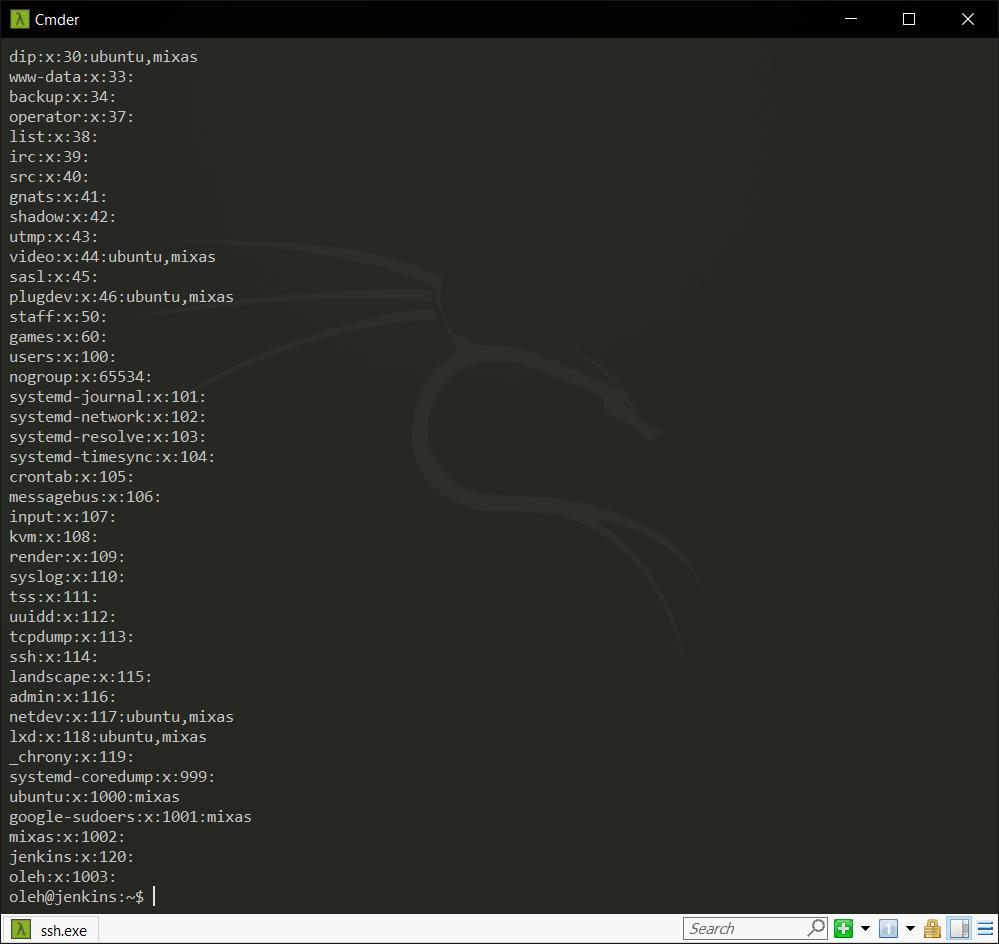 Cmder
dip:x:30:ubuntu,mixas
www-data:x:33:
backup:x:34:
operator:x:37:
list:x:38:
irc:x:39:
src:x:40:
gnats:x:41:
shadow:x:42:
utmp:x:43:
video:x:44:ubuntu,mixas
sasl:x:45:
plugdev:x:46:ubuntu,mixas
staff:x:50:
games:x:60:
users:x:100:
nogroup:x:65534:
systemd-journal:x:101:
systemd-network:x:102:
systemd-resolve:x:103:
systemd-timesync:x:104:
crontab:x:105:
messagebus:x:106:
input:x:107:
kvm:x:108:
render:x:109:
syslog:x:110:
tss:x:111:
uuidd:x:112:
tcpdump:x:113:
ssh:x:114:
landscape:x:115:
admin:x:116:
netdev:x:117:ubuntu,mixas
lxd:x:118:ubuntu,mixas
_chrony:x:119:
systemd-coredump:x:999:
ubuntu:x:1000:mixas
google-sudoers:x:1001:mixas
mixas:x:1002:
jenkins:x:120:
oleh:x:1003:
oleh@jenkins:~$
ssh.exe Search